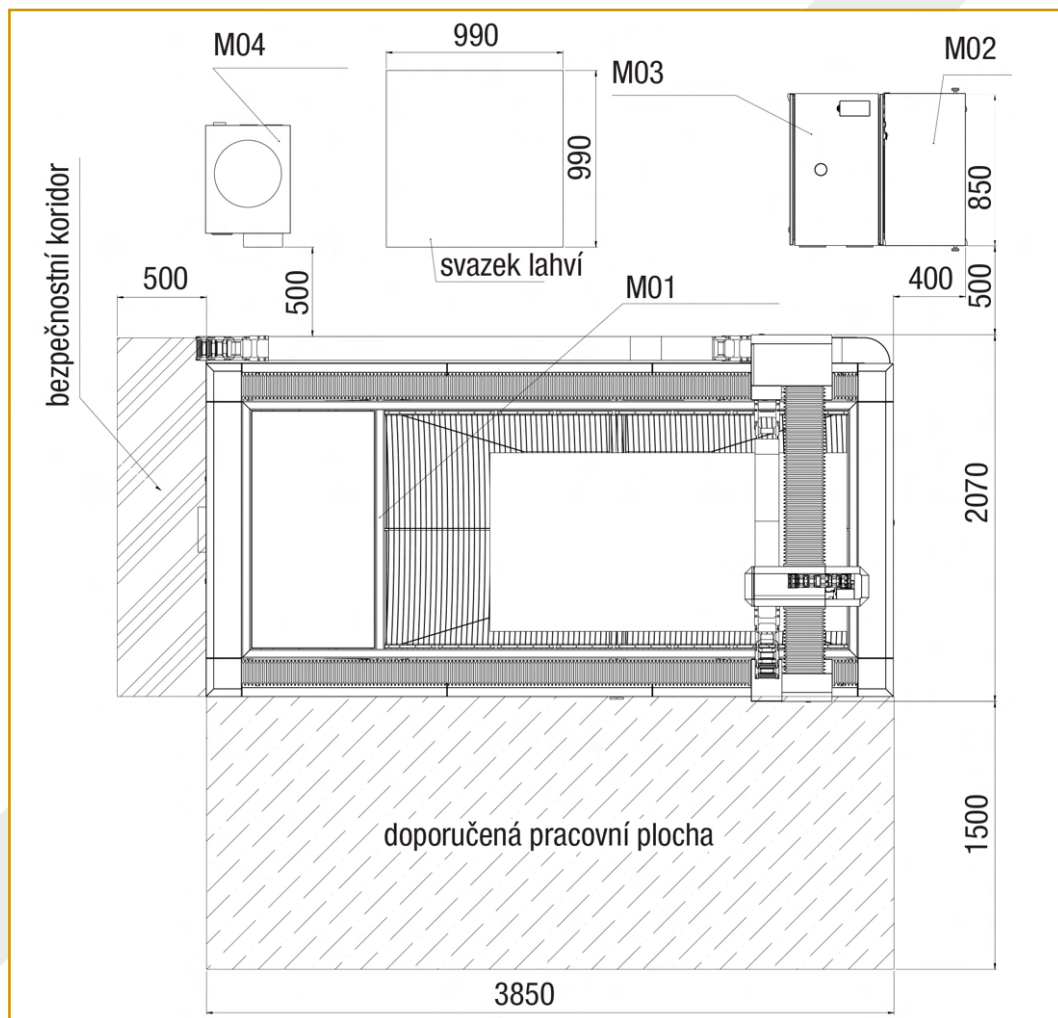 990
M04
M03
M02
990
850
bezpečnostní koridor
svazek lahví
500
500
M01
400
500
2070
doporučená pracovní plocha
1500
3850